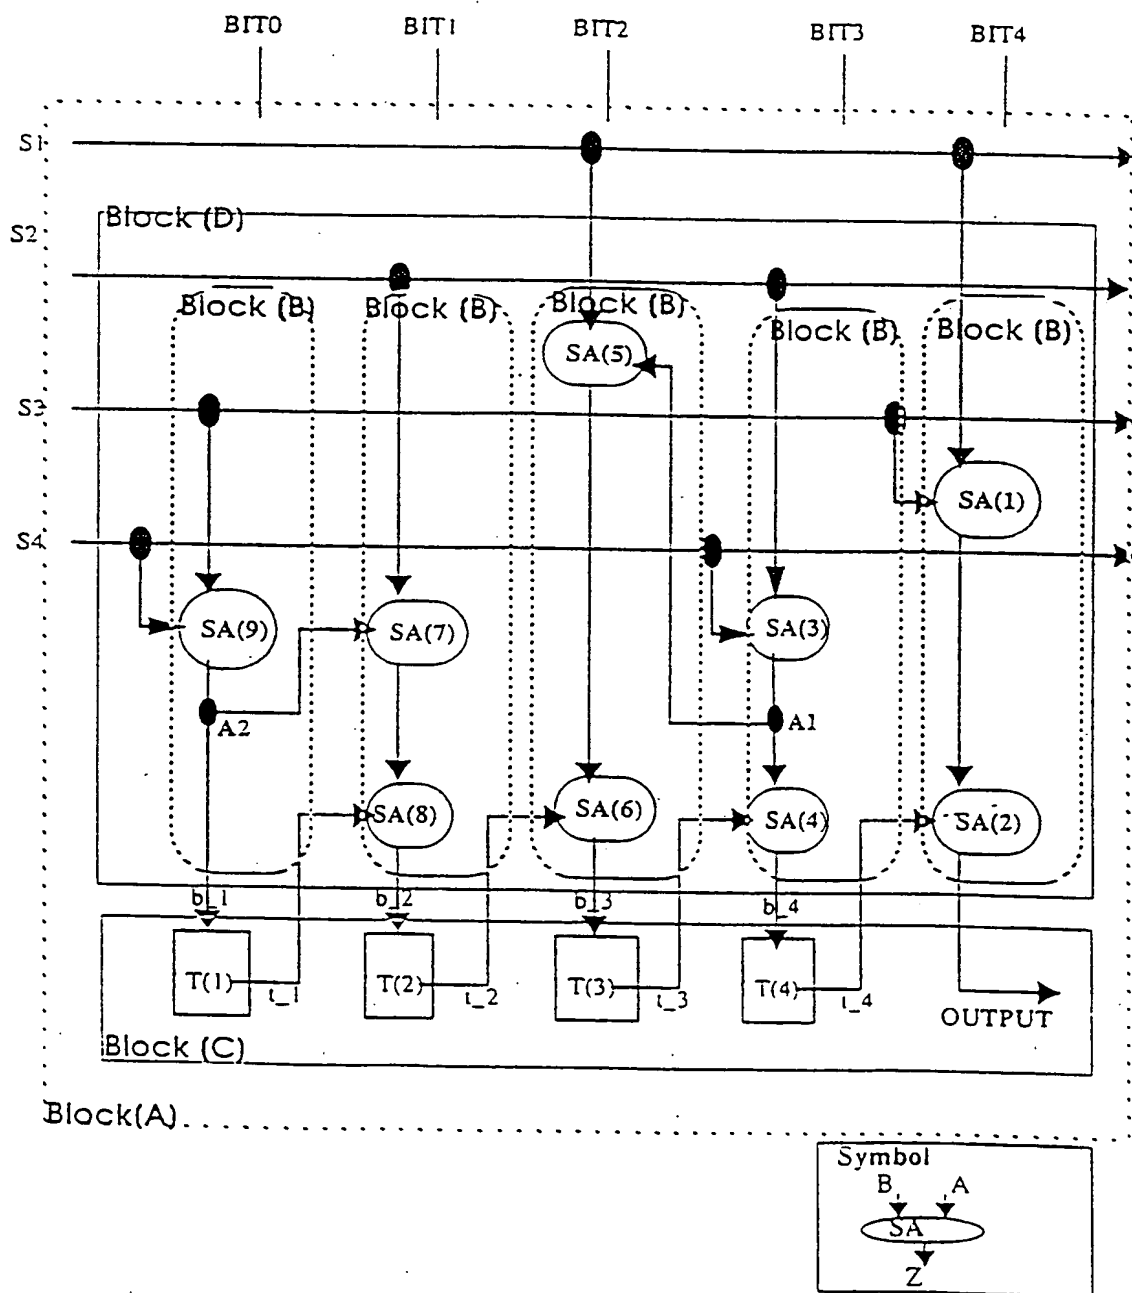 BIT0 BIT1 BIT2 BIT3 BIT4
S1
Block (D)
S2
Block (B) Block (B) Block (B) Block (B) Block (B)
SA(5)
S3
SA(1)
S4
SA(9) SA(7) SA(3)
A2 A1
SA(8) SA(6) SA(4) SA(2)
b_1 b_2 b_3 b_4
T(1) T(2) T(3) T(4)
t_1 t_2 t_3 t_4
OUTPUT
Block (C)
Block(A)
Symbol
B A
SA
Z